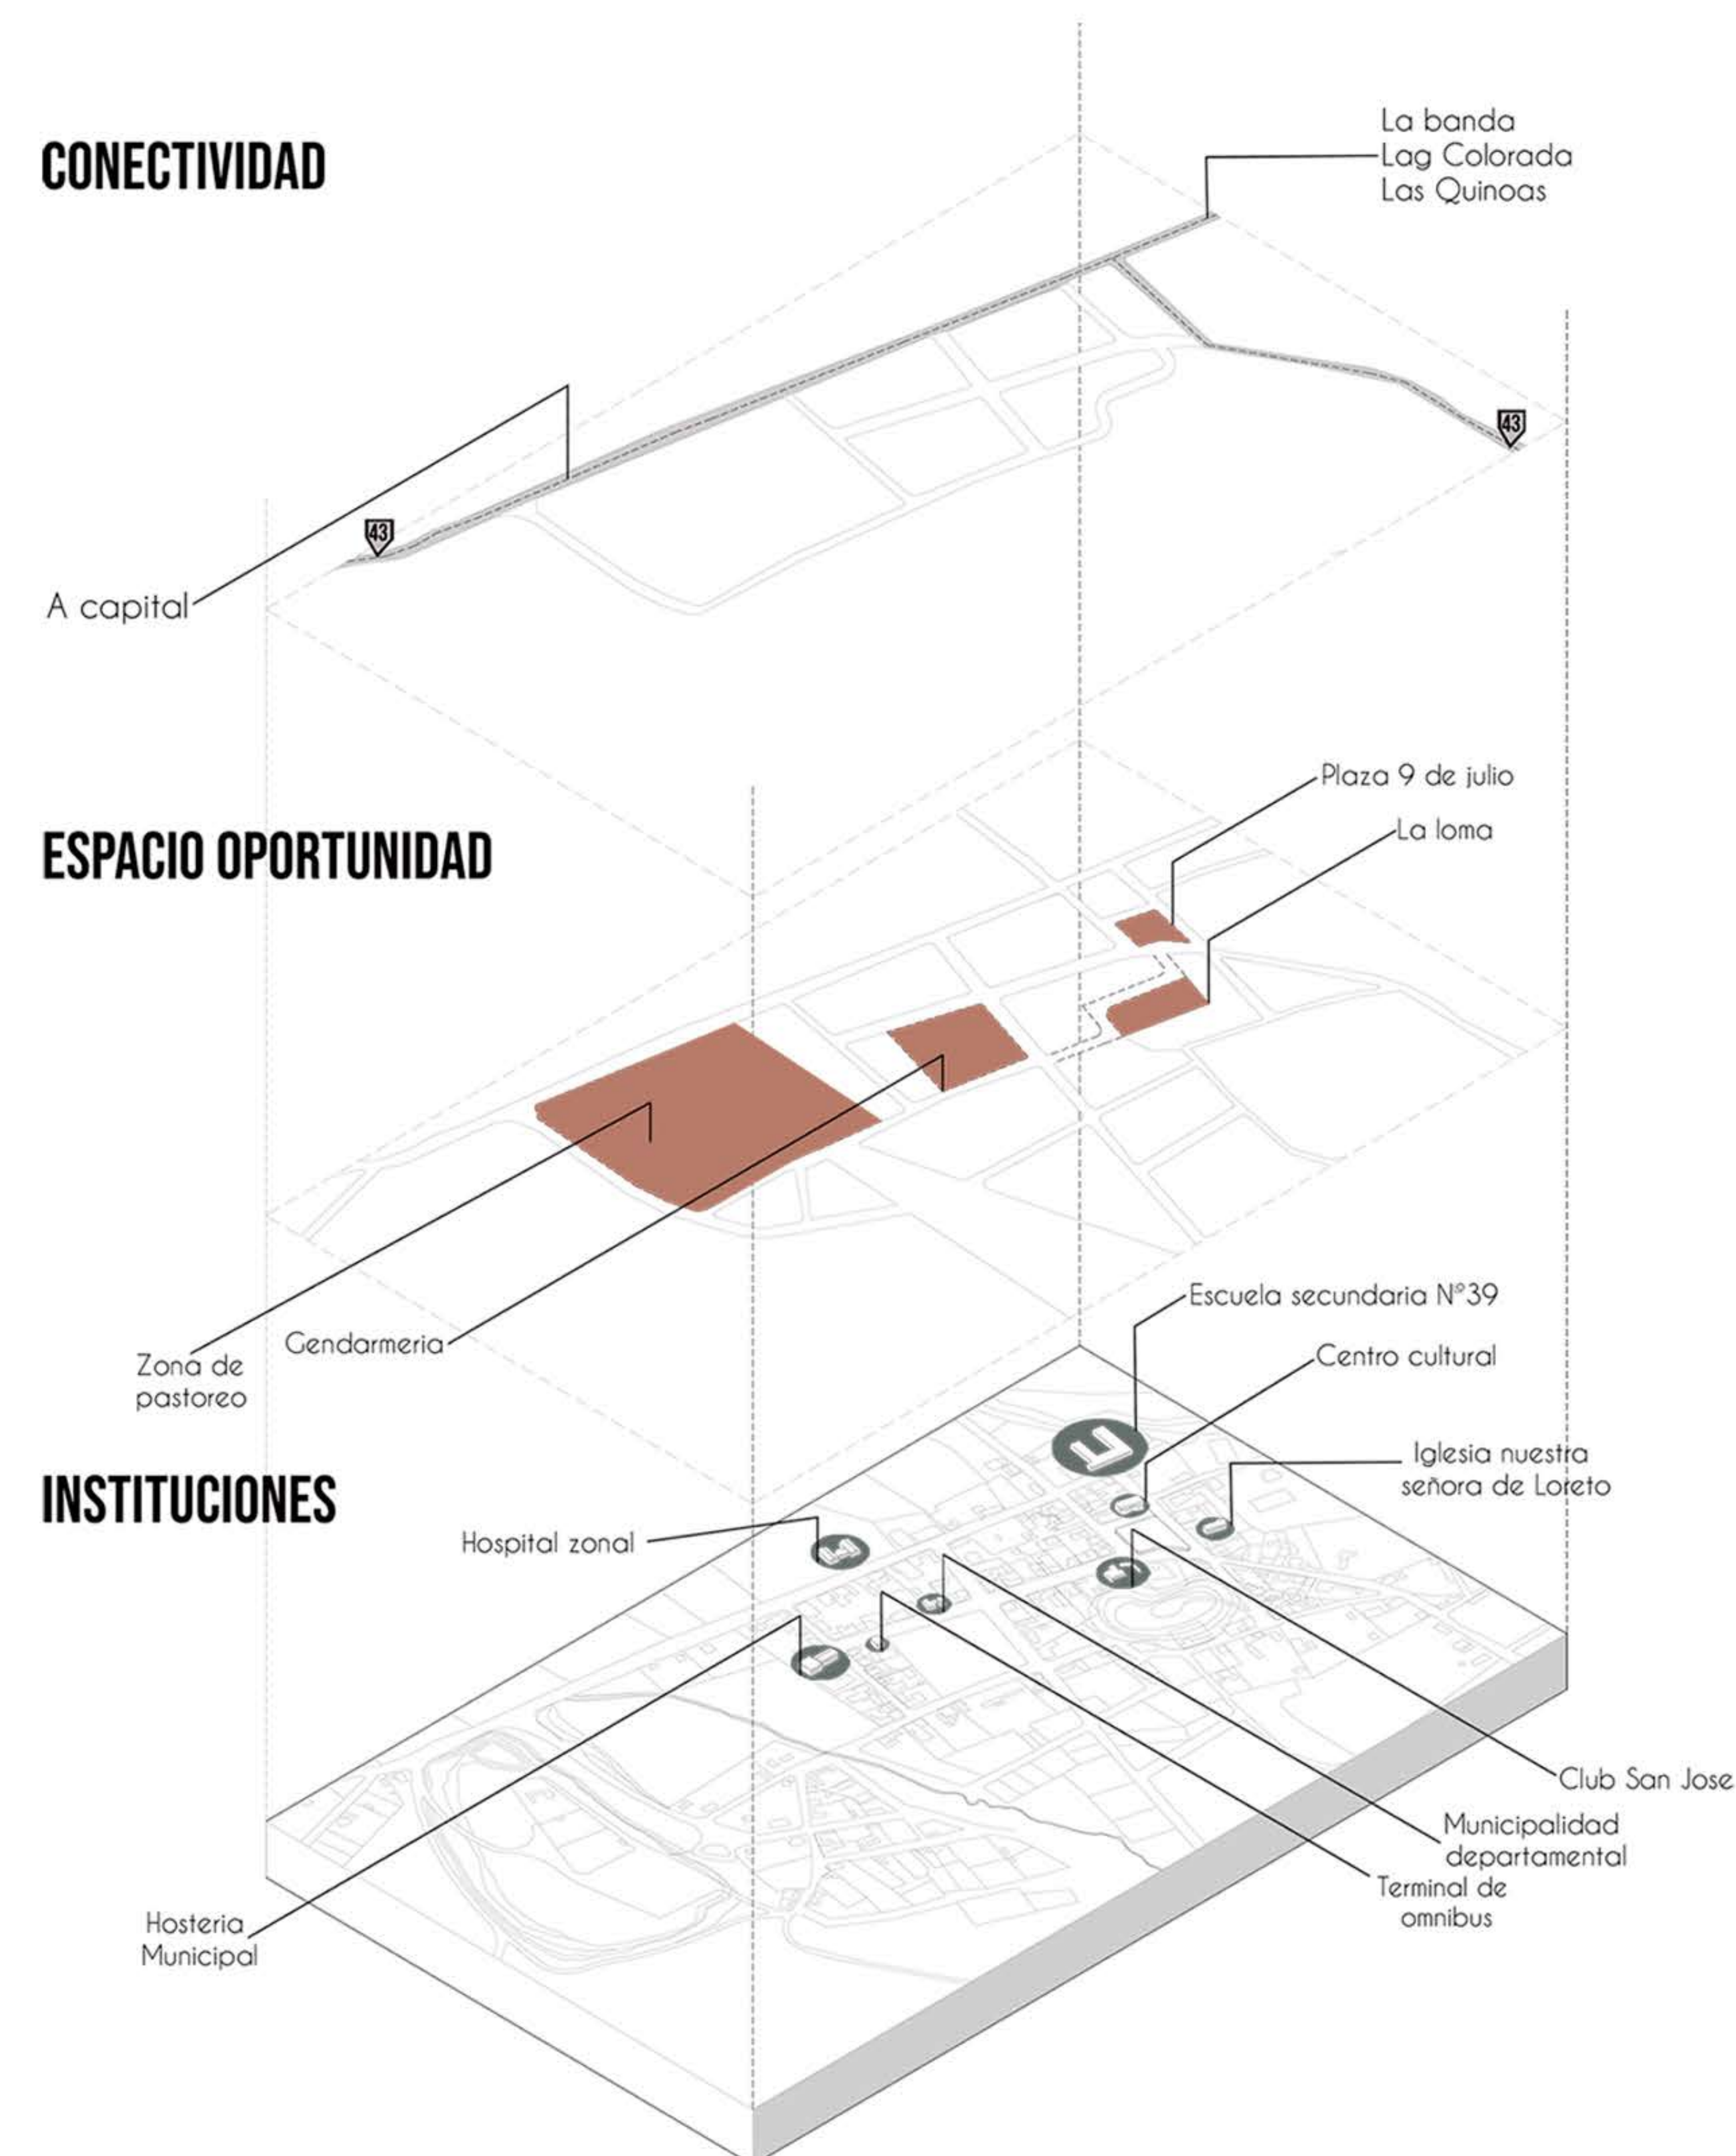 CONECTIVIDAD
La banda
Lag Colorada
Las Quinoas
43
43
A capital
ESPACIO OPORTUNIDAD
Plaza 9 de julio
La loma
Zona de
pastoreo
Gendarmeria
INSTITUCIONES
Escuela secundaria N°39
Centro cultural
Iglesia nuestra
señora de Loreto
Hospital zonal
Club San Jose
Municipalidad
departamental
Terminal de
omnibus
Hosteria
Municipal